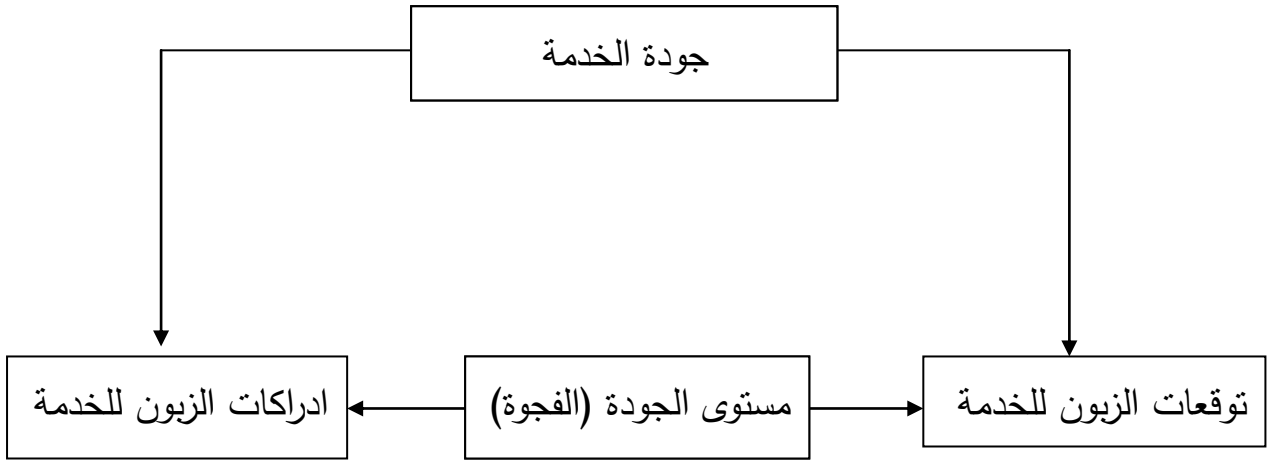 جودة الخدمة
توقعات الزبون للخدمة
مستوى الجودة (الفجوة)
ادراكات الزبون للخدمة